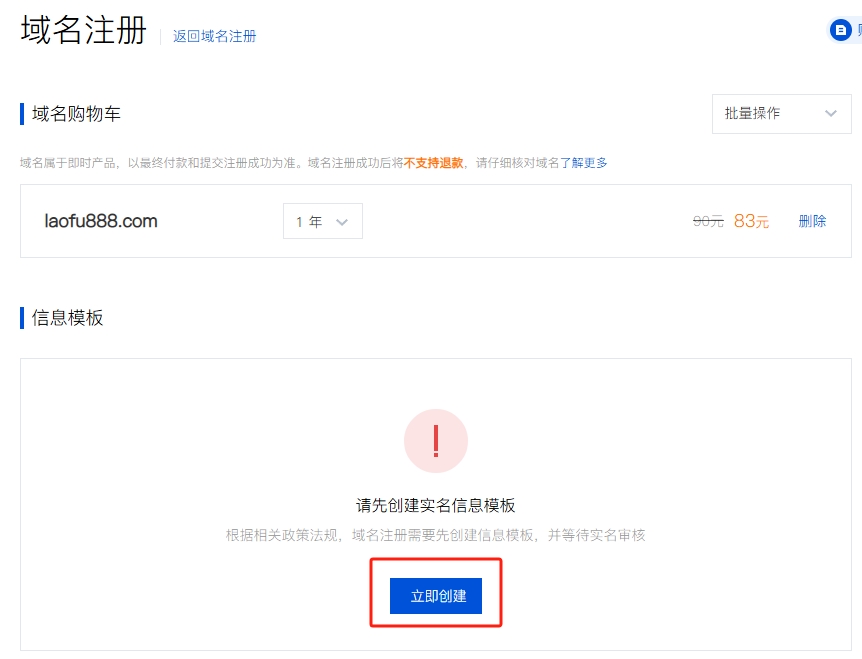 域名注册 返回域名注册
域名购物车 批量操作
域名属于即时产品，以最终付款和提交注册成功为准。域名注册成功后将不支持退款，请仔细核对域名了解更多
laofu888.com 1 年 90元 83元 删除
信息模板
请先创建实名信息模板
根据相关政策法规，域名注册需要先创建信息模板，并等待实名审核
立即创建